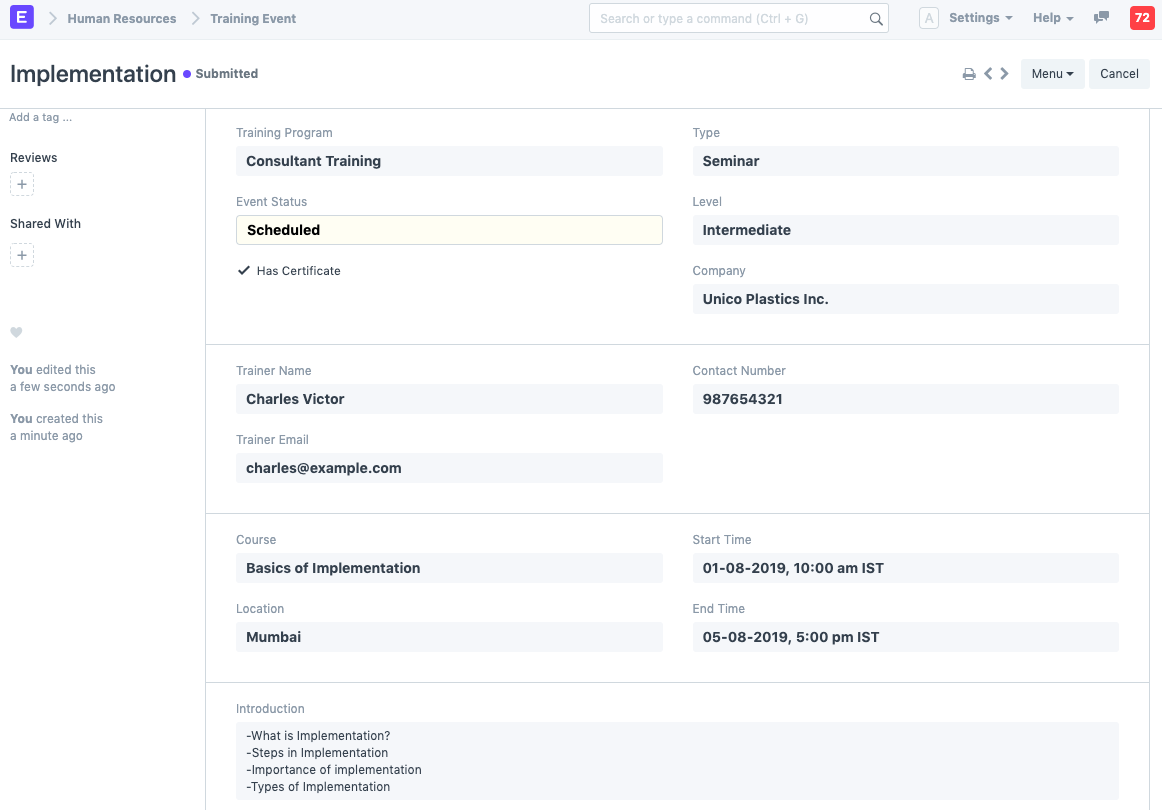 E Human Resources Training Event Search or type a command (Ctrl + G) A Settings Help 72
Implementation Submitted Menu Cancel
Add a tag ...
Reviews
+
Shared With
+
You edited this
a few seconds ago
You created this
a minute ago
Training Program
Consultant Training
Type
Seminar
Event Status
Scheduled
Level
Intermediate
Has Certificate
Company
Unico Plastics Inc.
Trainer Name
Charles Victor
Contact Number
987654321
Trainer Email
charles@example.com
Course
Basics of Implementation
Start Time
01-08-2019, 10:00 am IST
Location
Mumbai
End Time
05-08-2019, 5:00 pm IST
Introduction
-What is Implementation?
-Steps in Implementation
-Importance of implementation
-Types of Implementation